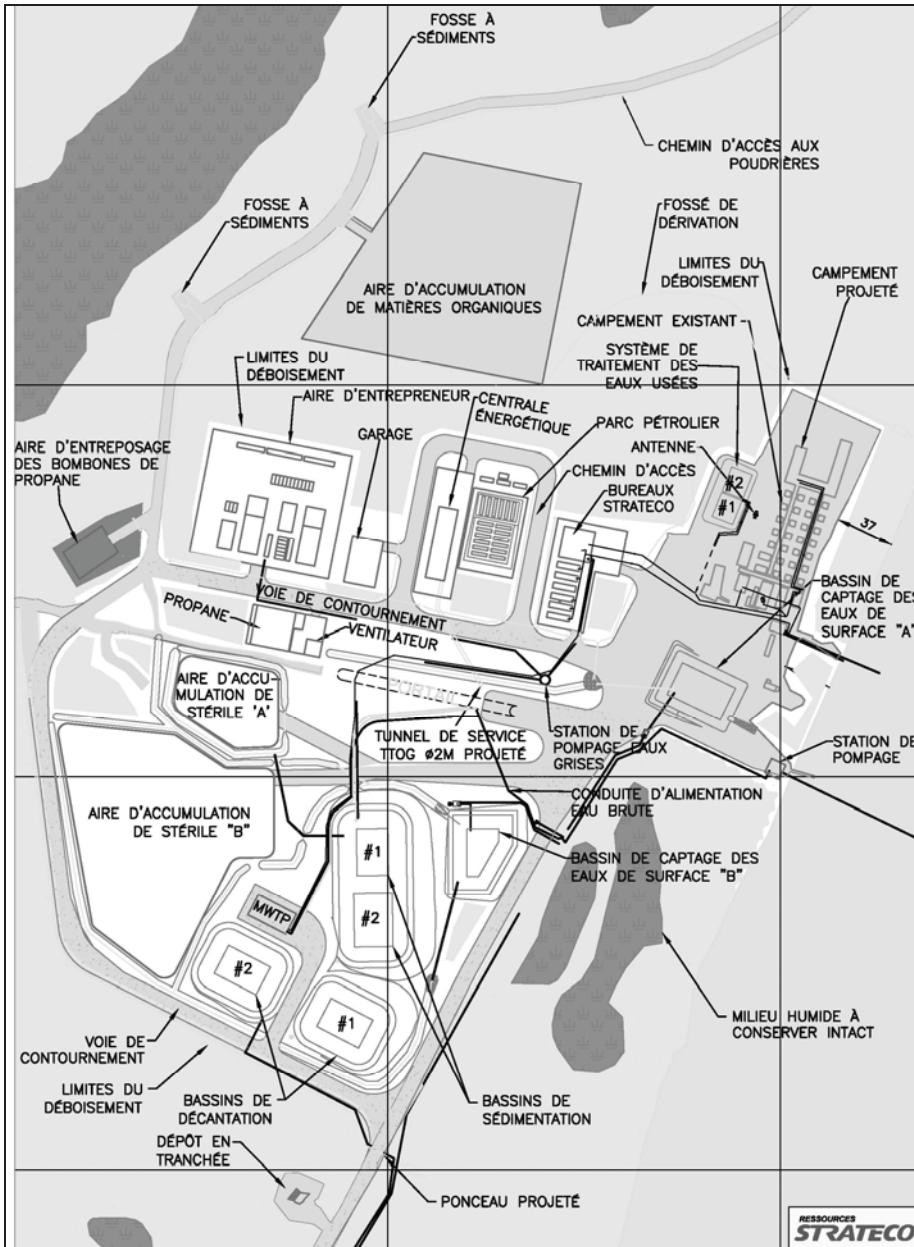 FOSSE À
SÉDIMENTS
CHEMIN D'ACCÈS AUX
POUDRIÈRES
FOSSE À
SÉDIMENTS
FOSSÉ DE
DÉRIVATION
LIMITES DU
DÉBOISEMENT
CAMPEMENT
PROJETÉ
AIRE D'ACCUMULATION
DE MATIÈRES ORGANIQUES
CAMPEMENT EXISTANT
SYSTÈME DE
TRAITEMENT DES
EAUX USÉES
LIMITES DU
DÉBOISEMENT
AIRE D'ENTREPRENEUR
CENTRALE
ÉNERGÉTIQUE
PARC PÉTROLIER
GARAGE
ANTENNE
AIRE D'ENTREPOSAGE
DES BOMBONES DE
PROPANE
CHEMIN D'ACCÈS
BUREAUX
STRATECO
#2
#1
37
BASSIN DE
CAPTAGE DES
EAUX DE
SURFACE "A"
VOIE DE CONTOURNEMENT
PROPANE
VENTILATEUR
PORTAIL
AIRE D'ACCU-
MULATION DE
STÉRILE 'A'
TUNNEL DE SERVICE
TTOG ø2M PROJETÉ
STATION DE
POMPAGE EAUX
GRISES
STATION DE
POMPAGE
CONDUITE D'ALIMENTATION
EAU BRUTE
AIRE D'ACCUMULATION
DE STÉRILE "B"
#1
BASSIN DE CAPTAGE DES
EAUX DE SURFACE "B"
MWTP
#2
#2
#1
MILIEU HUMIDE À
CONSERVER INTACT
VOIE DE
CONTOURNEMENT
LIMITES DU
DÉBOISEMENT
BASSINS DE
DÉCANTATION
BASSINS DE
SÉDIMENTATION
DÉPÔT EN
TRANCHÉE
PONCEAU PROJETÉ
RESSOURCES
STRATECO